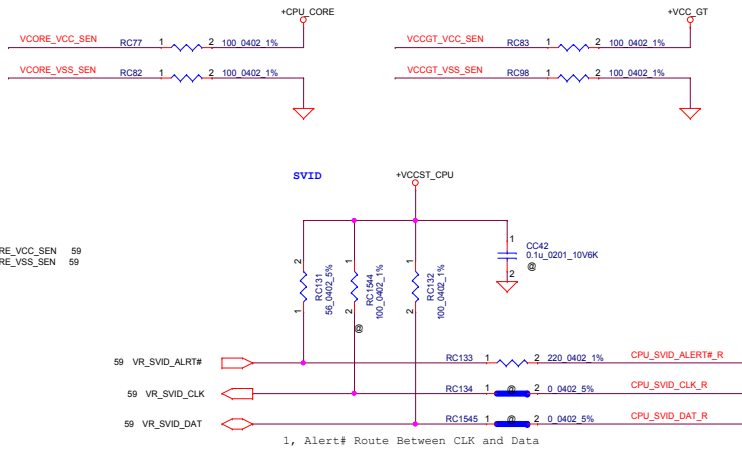 +CPU_CORE
+VCC_GT
VCORE_VCC_SEN RC77 1 2 100_0402_1%
VCCGT_VCC_SEN RC83 1 2 100_0402_1%
VCORE_VSS_SEN RC82 1 2 100_0402_1%
VCCGT_VSS_SEN RC98 1 2 100_0402_1%
SVID
+VCCST_CPU
RE_VCC_SEN 59
RE_VSS_SEN 59
1
CC42
0.1u_0201_10V6K
@
2
2
RC131
56_0402_5%
1
1
RC1544
100_0402_1%
2
@
1
RC132
100_0402_1%
2
59 VR_SVID_ALRT# RC133 1 2 220_0402_1% CPU_SVID_ALERT#_R
59 VR_SVID_CLK RC134 1 @ 2 0_0402_5% CPU_SVID_CLK_R
59 VR_SVID_DAT RC1545 1 @ 2 0_0402_5% CPU_SVID_DAT_R
1, Alert# Route Between CLK and Data